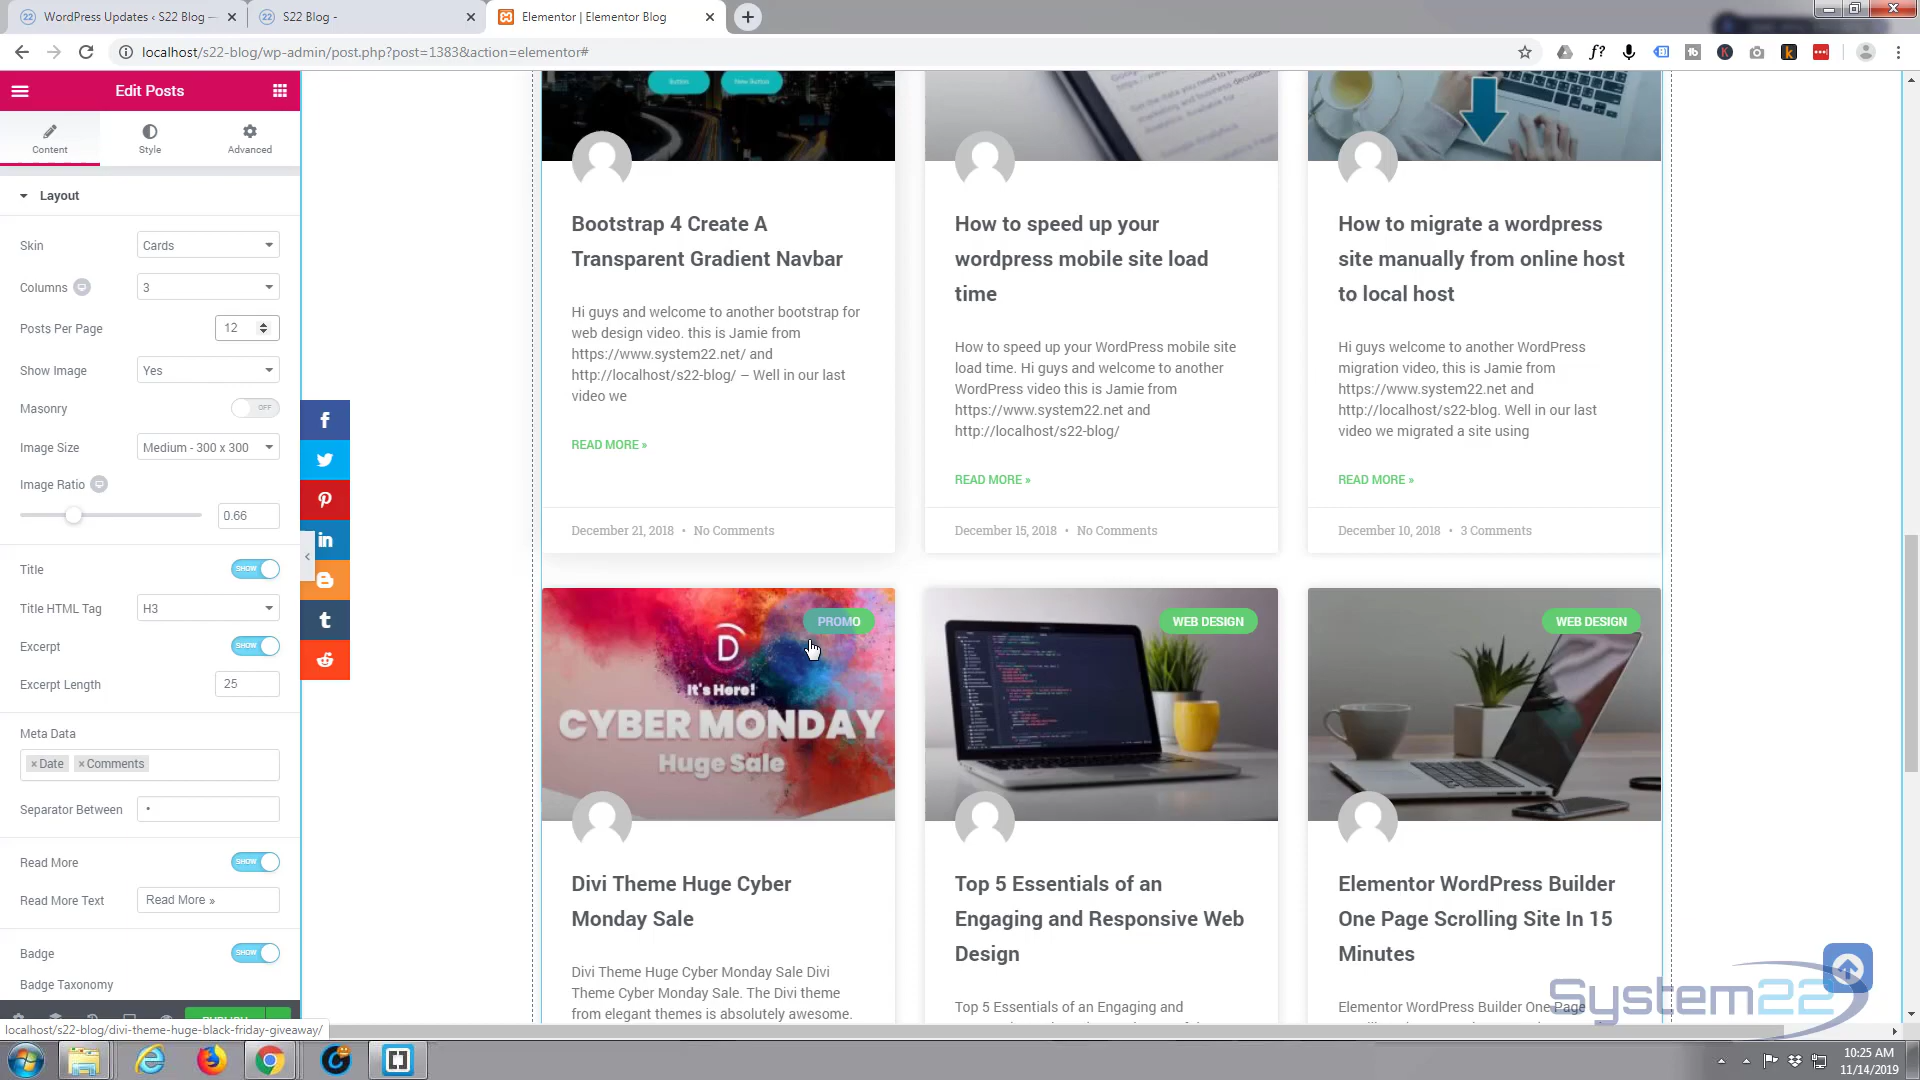 WordPress Updates ‹ S22 Blog —
S22 Blog -
Elementor | Elementor Blog
localhost/s22-blog/wp-admin/post.php?post=1383&action=elementor#
Edit Posts
Content
Style
Advanced
Layout
Skin
Cards
Columns
3
Posts Per Page
12
Show Image
Yes
Masonry
OFF
Image Size
Medium - 300 x 300
Image Ratio
0.66
Title
SHOW
Title HTML Tag
H3
Excerpt
SHOW
Excerpt Length
25
Meta Data
× Date × Comments
Separator Between
•
Read More
SHOW
Read More Text
Read More »
Badge
SHOW
Badge Taxonomy
PUBLISH
localhost/s22-blog/divi-theme-huge-black-friday-giveaway/
Button
New Button
Bootstrap 4 Create A
Transparent Gradient Navbar
Hi guys and welcome to another bootstrap for
web design video. this is Jamie from
https://www.system22.net/ and
http://localhost/s22-blog/ – Well in our last
video we
READ MORE »
December 21, 2018 • No Comments
How to speed up your
wordpress mobile site load
time
How to speed up your WordPress mobile site
load time. Hi guys and welcome to another
WordPress video this is Jamie from
https://www.system22.net and
http://localhost/s22-blog/
READ MORE »
December 15, 2018 • No Comments
How to migrate a wordpress
site manually from online host
to local host
Hi guys welcome to another WordPress
migration video, this is Jamie from
https://www.system22.net and
http://localhost/s22-blog. Well in our last
video we migrated a site using
READ MORE »
December 10, 2018 • 3 Comments
PROMO
It's Here!
CYBER MONDAY
Huge Sale
Divi Theme Huge Cyber
Monday Sale
Divi Theme Huge Cyber Monday Sale Divi
Theme Cyber Monday Sale. The Divi theme
from elegant themes is absolutely awesome.
WEB DESIGN
Top 5 Essentials of an
Engaging and Responsive Web
Design
Top 5 Essentials of an Engaging and
WEB DESIGN
Elementor WordPress Builder
One Page Scrolling Site In 15
Minutes
Elementor WordPress Builder One Page
System22
10:25 AM
11/14/2019